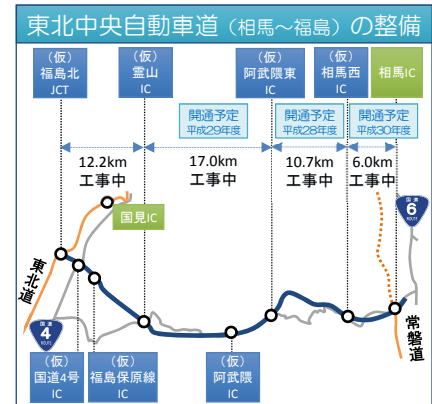 東北中央自動車道（相馬～福島）の整備
（仮）
福島北
JCT
（仮）
霊山
IC
（仮）
阿武隈東
IC
（仮）
相馬西
IC
相馬IC
開通予定
平成29年度
開通予定
平成28年度
開通予定
平成30年度
12.2km
工事中
17.0km
工事中
10.7km
工事中
6.0km
工事中
国見IC
国道
6
ROUTE
東北道
国道
4
ROUTE
常磐道
（仮）
国道4号
IC
（仮）
福島保原線
IC
（仮）
阿武隈
IC